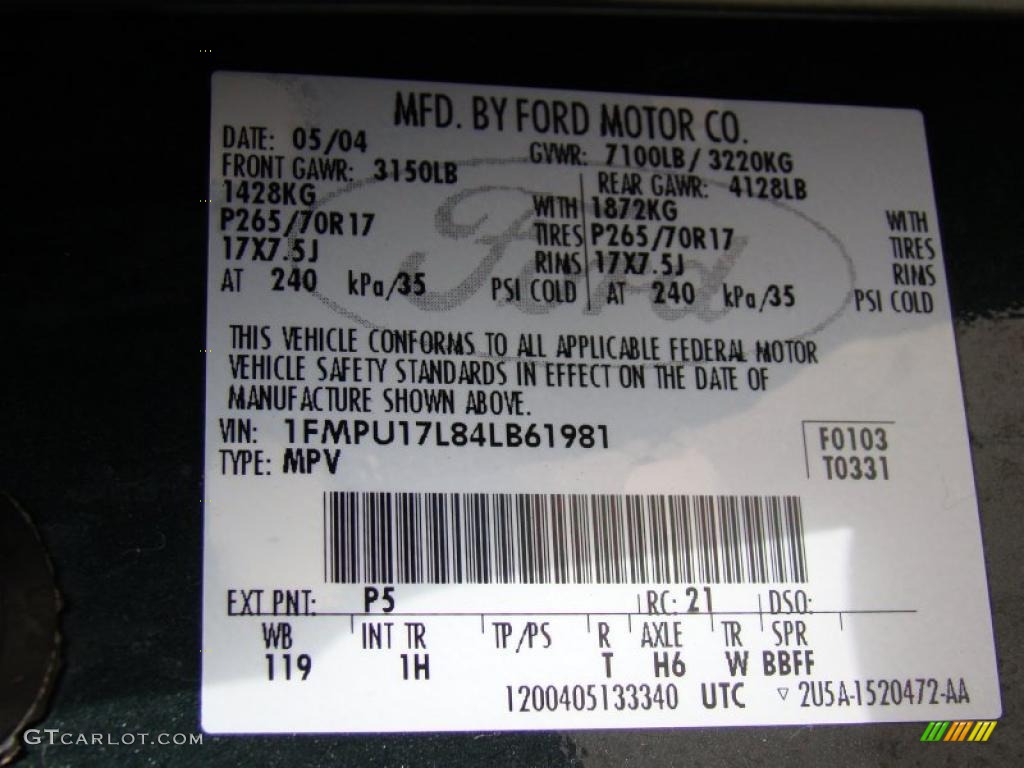 MFD. BY FORD MOTOR CO.
DATE: 05/04 GVWR: 7100LB / 3220KG
FRONT GAWR: 3150LB REAR GAWR: 4128LB
1428KG WITH 1872KG WITH
P265/70R17 TIRES P265/70R17 TIRES
17X7.5J RIMS 17X7.5J RIMS
AT 240 kPa/35 PSI COLD AT 240 kPa/35 PSI COLD
Ford
THIS VEHICLE CONFORMS TO ALL APPLICABLE FEDERAL MOTOR
VEHICLE SAFETY STANDARDS IN EFFECT ON THE DATE OF
MANUFACTURE SHOWN ABOVE.
VIN: 1FMPU17L84LB61981 F0103
TYPE: MPV T0331
EXT PNT: P5 RC: 21 DSO:
WB INT TR TP/PS R AXLE TR SPR
119 1H T H6 W BBFF
1200405133340 UTC ▽ 2U5A-1520472-AA
GTCARLOT.COM